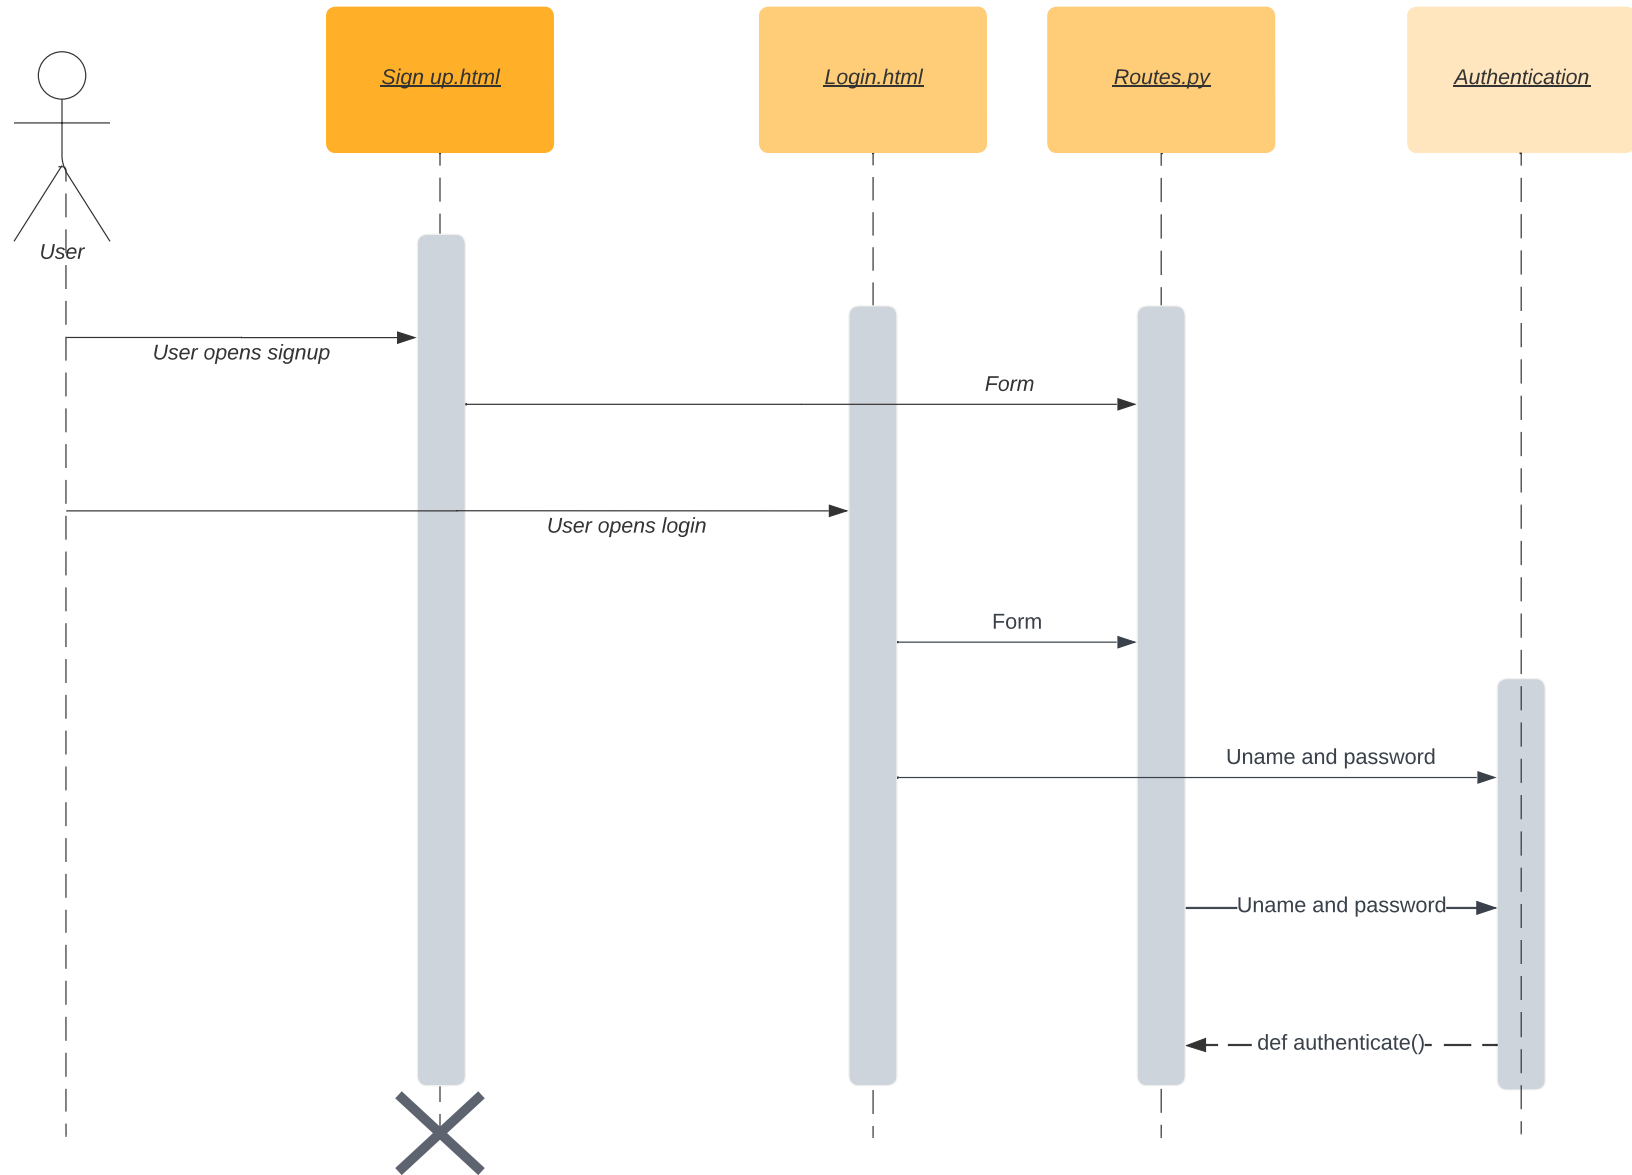 Sign up.html
Login.html
Routes.py
Authentication
User
User opens signup
Form
User opens login
Form
Uname and password
Uname and password
def authenticate()